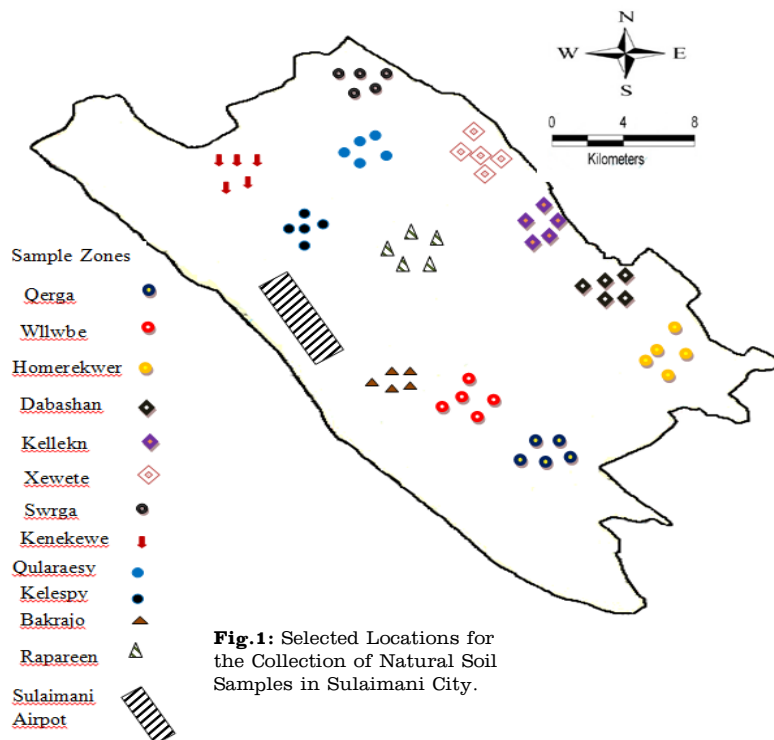 N
W E
S
0 4 8
Kilometers
Sample Zones
Qerga
Wllwbe
Homerekwer
Dabashan
Kellekn
Xewete
Swrga
Kenekewe
Qularaesy
Kelespy
Bakrajo
Rapareen
Sulaimani
Airpot
Fig.1: Selected Locations for
the Collection of Natural Soil
Samples in Sulaimani City.